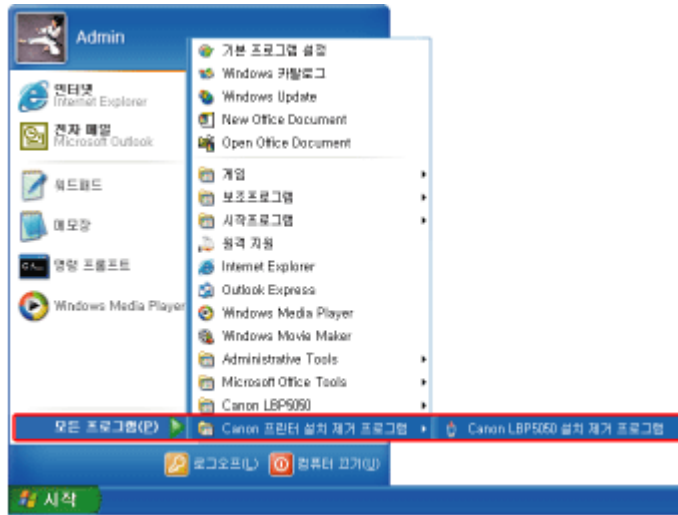 Admin
인터넷
Internet Explorer
전자 메일
Microsoft Outlook
워드패드
메모장
명령 프롬프트
Windows Media Player
모든 프로그램(P)
기본 프로그램 설정
Windows 카탈로그
Windows Update
New Office Document
Open Office Document
게임
보조프로그램
시작프로그램
원격 지원
Internet Explorer
Outlook Express
Windows Media Player
Windows Movie Maker
Administrative Tools
Microsoft Office Tools
Canon LBP5050
Canon 프린터 설치 제거 프로그램
Canon LBP5050 설치 제거 프로그램
로그오프(L)
컴퓨터 끄기(U)
시작